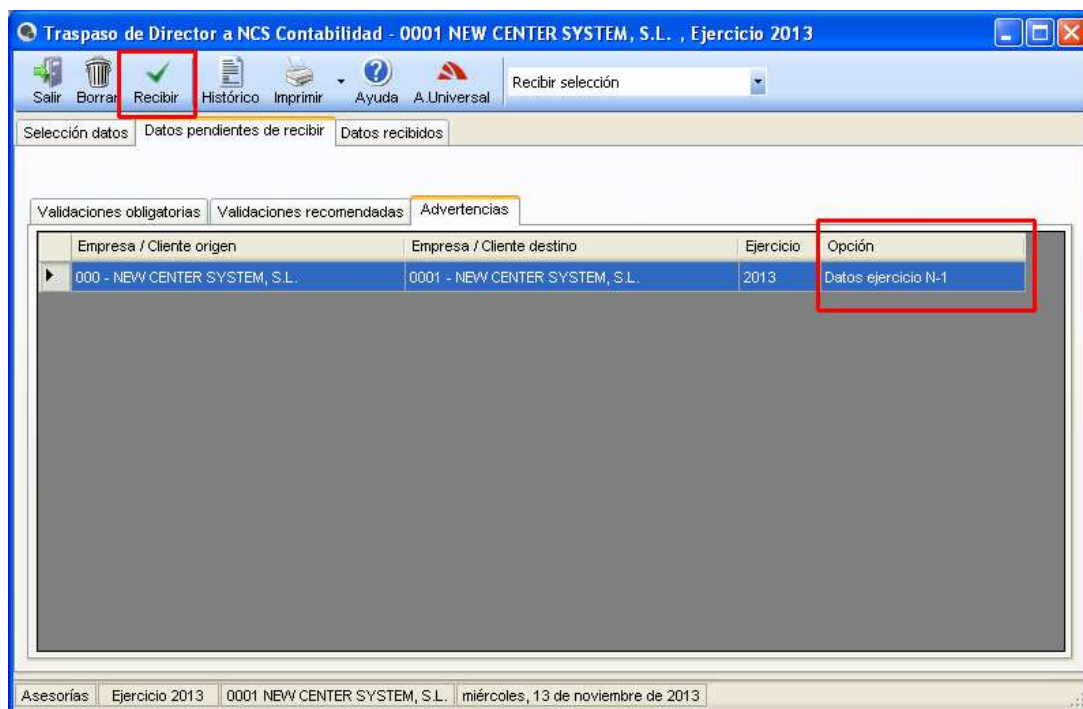 Traspaso de Director a NCS Contabilidad - 0001 NEW CENTER SYSTEM, S.L. , Ejercicio 2013
Salir Borrar Recibir Histórico Imprimir Ayuda A.Universal Recibir selección
Selección datos Datos pendientes de recibir Datos recibidos
Validaciones obligatorias Validaciones recomendadas Advertencias
Empresa / Cliente origen Empresa / Cliente destino Ejercicio Opción
000 - NEW CENTER SYSTEM, S.L. 0001 - NEW CENTER SYSTEM, S.L. 2013 Datos ejercicio N-1
Asesorías Ejercicio 2013 0001 NEW CENTER SYSTEM, S.L. miércoles, 13 de noviembre de 2013